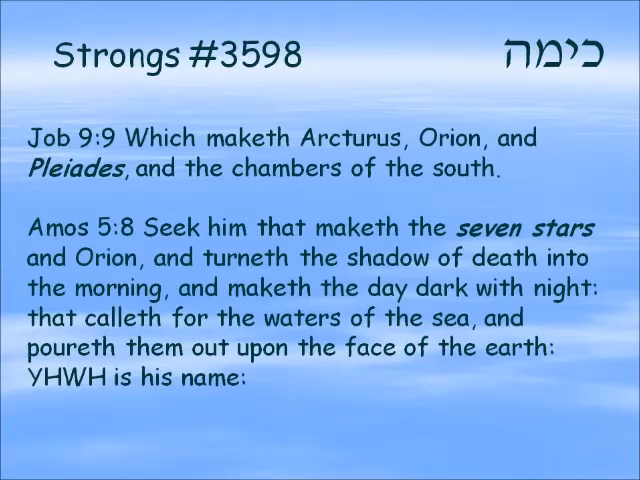 Strongs #3598 כימה
Job 9:9 Which maketh Arcturus, Orion, and
Pleiades, and the chambers of the south.
Amos 5:8 Seek him that maketh the seven stars
and Orion, and turneth the shadow of death into
the morning, and maketh the day dark with night:
that calleth for the waters of the sea, and
poureth them out upon the face of the earth:
YHWH is his name: